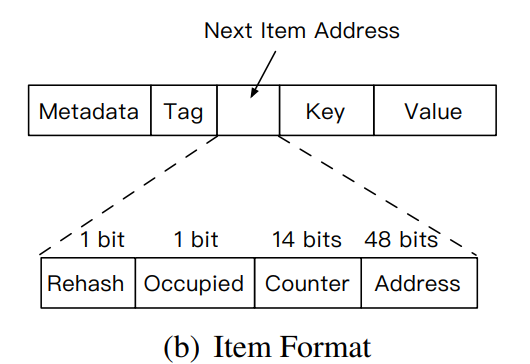 Next Item Address
Metadata Tag Key Value
1 bit 1 bit 14 bits 48 bits
Rehash Occupied Counter Address
(b) Item Format